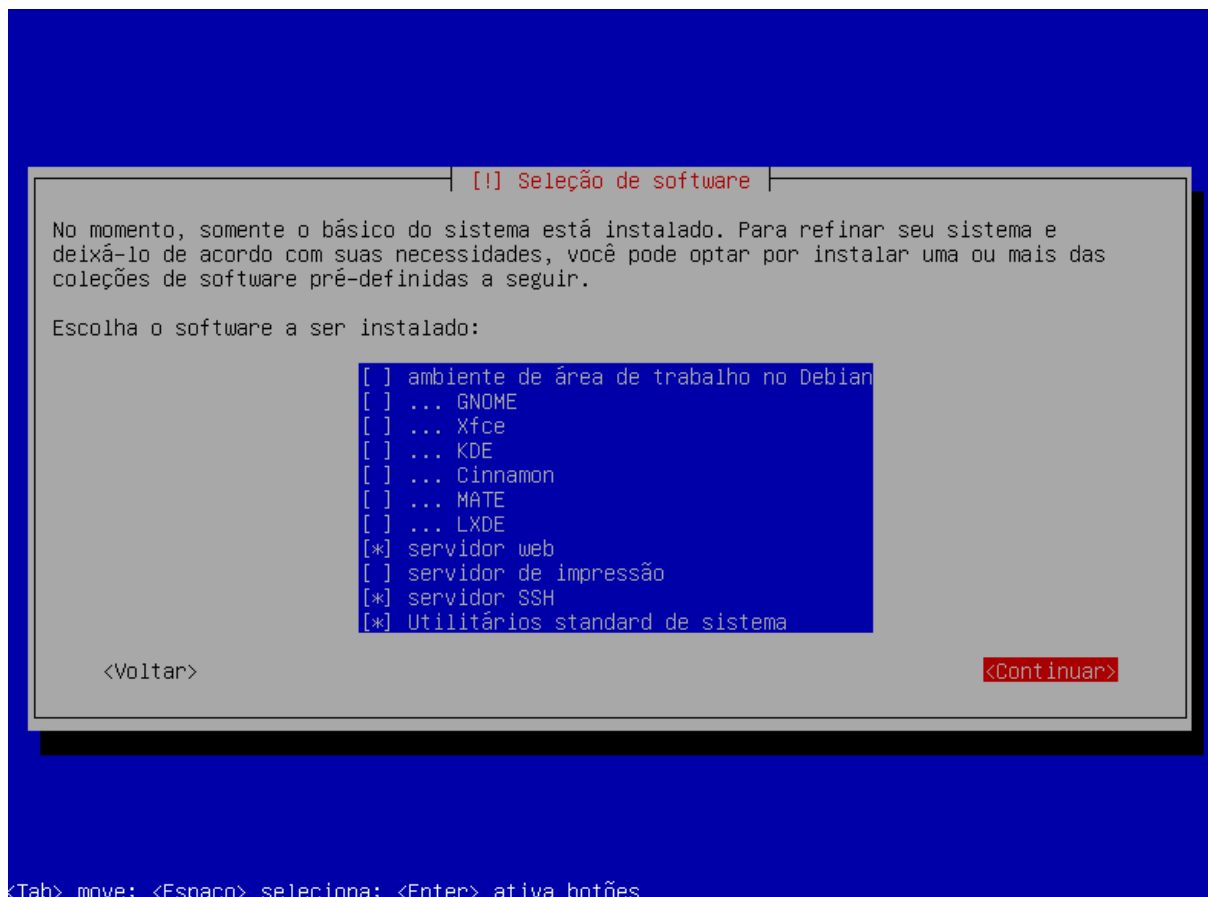 [!] Seleção de software
No momento, somente o básico do sistema está instalado. Para refinar seu sistema e
deixá-lo de acordo com suas necessidades, você pode optar por instalar uma ou mais das
coleções de software pré-definidas a seguir.
Escolha o software a ser instalado:
[ ] ambiente de área de trabalho no Debian
[ ] ... GNOME
[ ] ... Xfce
[ ] ... KDE
[ ] ... Cinnamon
[ ] ... MATE
[ ] ... LXDE
[*] servidor web
[ ] servidor de impressão
[*] servidor SSH
[*] Utilitários standard de sistema
<Voltar> <Continuar>
<Tab> move; <Espaço> seleciona; <Enter> ativa botões